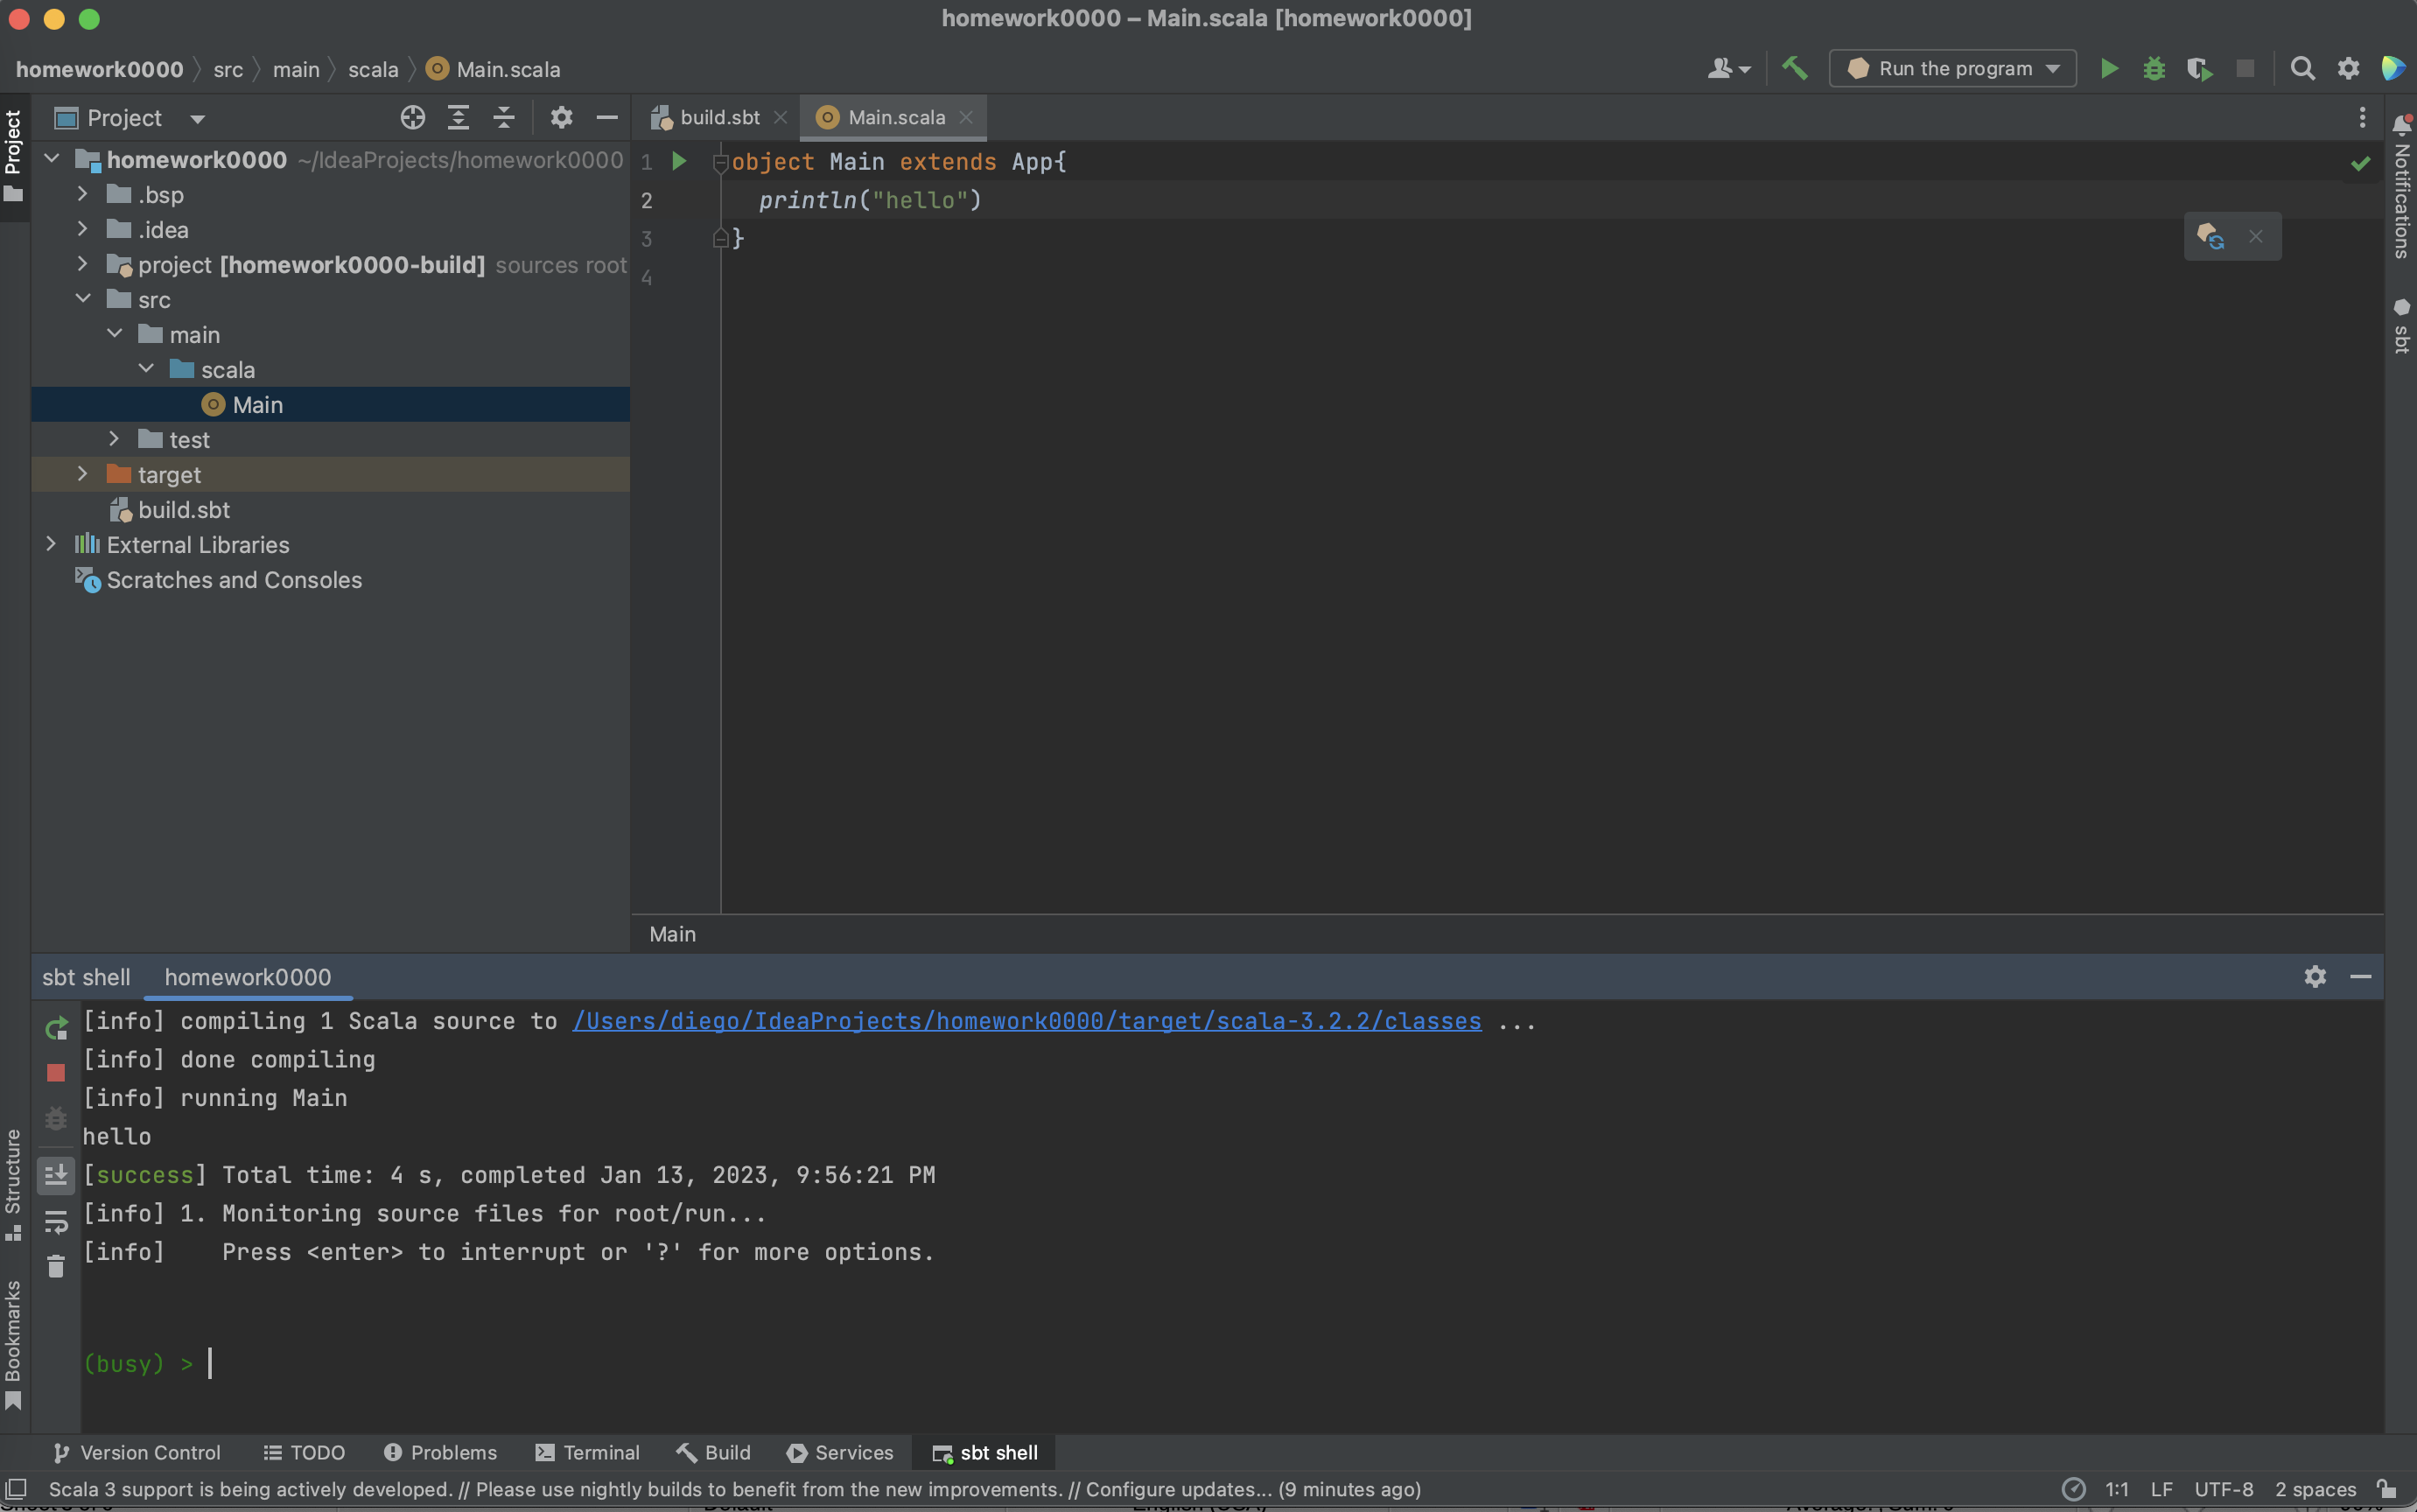 homework0000 – Main.scala [homework0000]
homework0000 src main scala Main.scala
Run the program
Project
Project
build.sbt
Main.scala
homework0000 ~/IdeaProjects/homework0000
.bsp
.idea
project [homework0000-build] sources root
src
main
scala
Main
test
target
build.sbt
External Libraries
Scratches and Consoles
1 object Main extends App{
2 println("hello")
3 }
4
Notifications
sbt
Main
sbt shell homework0000
[info] compiling 1 Scala source to /Users/diego/IdeaProjects/homework0000/target/scala-3.2.2/classes ...
[info] done compiling
[info] running Main
hello
[success] Total time: 4 s, completed Jan 13, 2023, 9:56:21 PM
[info] 1. Monitoring source files for root/run...
[info] Press <enter> to interrupt or '?' for more options.
(busy) >
Structure
Bookmarks
Version Control TODO Problems Terminal Build Services sbt shell
Scala 3 support is being actively developed. // Please use nightly builds to benefit from the new improvements. // Configure updates... (9 minutes ago) 1:1 LF UTF-8 2 spaces